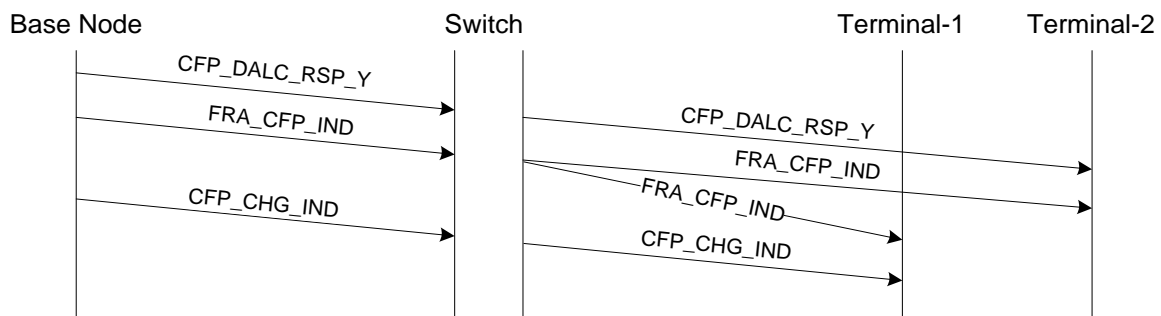 Base Node
Switch
Terminal-1
Terminal-2
CFP_DALC_RSP_Y
FRA_CFP_IND
CFP_DALC_RSP_Y
FRA_CFP_IND
FRA_CFP_IND
CFP_CHG_IND
CFP_CHG_IND